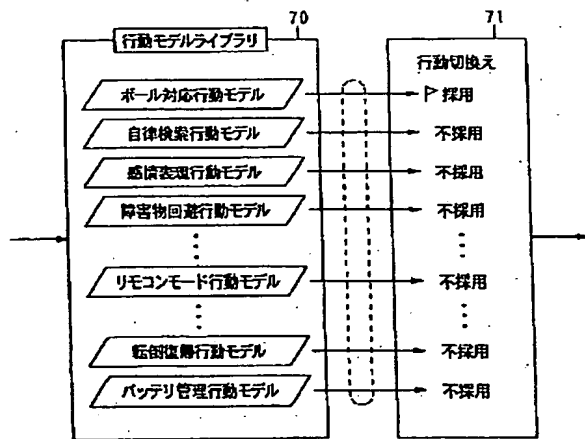 70
71
行動モデルライブラリ
行動切換え
ボール対応行動モデル
採用
自律検索行動モデル
不採用
感情表現行動モデル
不採用
障害物回避行動モデル
不採用
リモコンモード行動モデル
不採用
転倒復帰行動モデル
不採用
バッテリ管理行動モデル
不採用